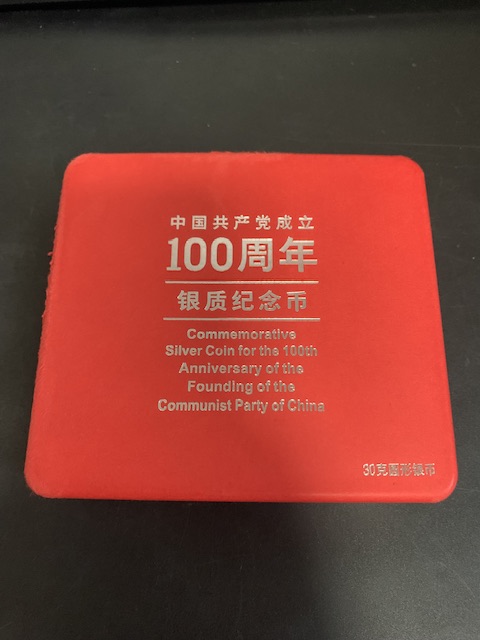 中国共产党成立
100周年
银质纪念币
Commemorative
Silver Coin for the 100th
Anniversary of the
Founding of the
Communist Party of China
30克圆形银币